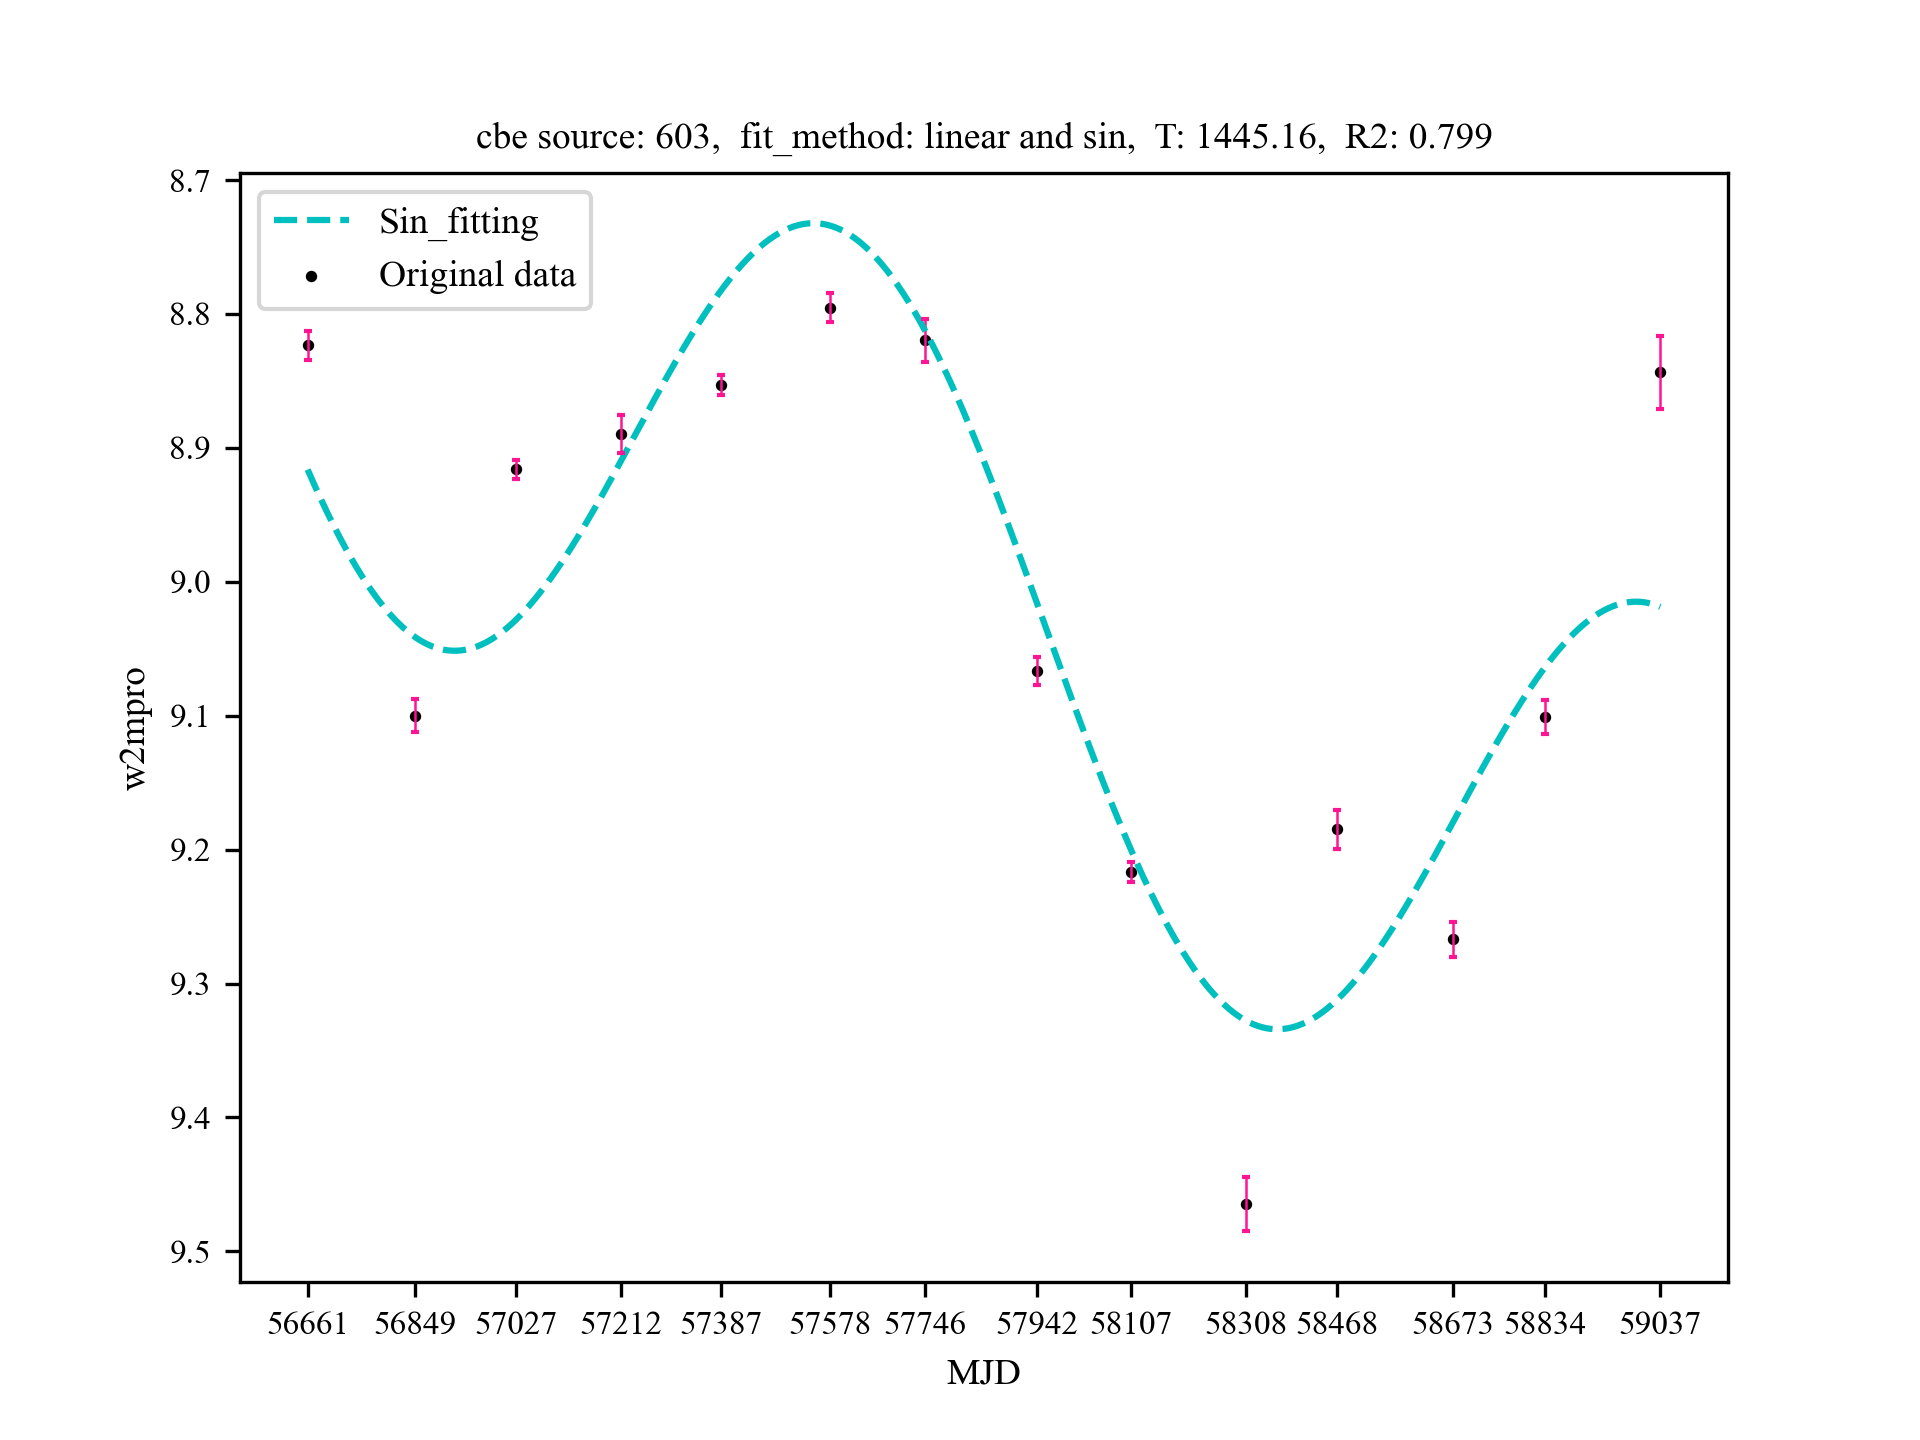 cbe source: 603,  fit_method: linear and sin,  T: 1445.16,  R2: 0.799
Sin_fitting
Original data
8.7
8.8
8.9
9.0
9.1
9.2
9.3
9.4
9.5
w2mpro
56661 56849 57027 57212 57387 57578 57746 57942 58107 58308 58468 58673 58834 59037
MJD